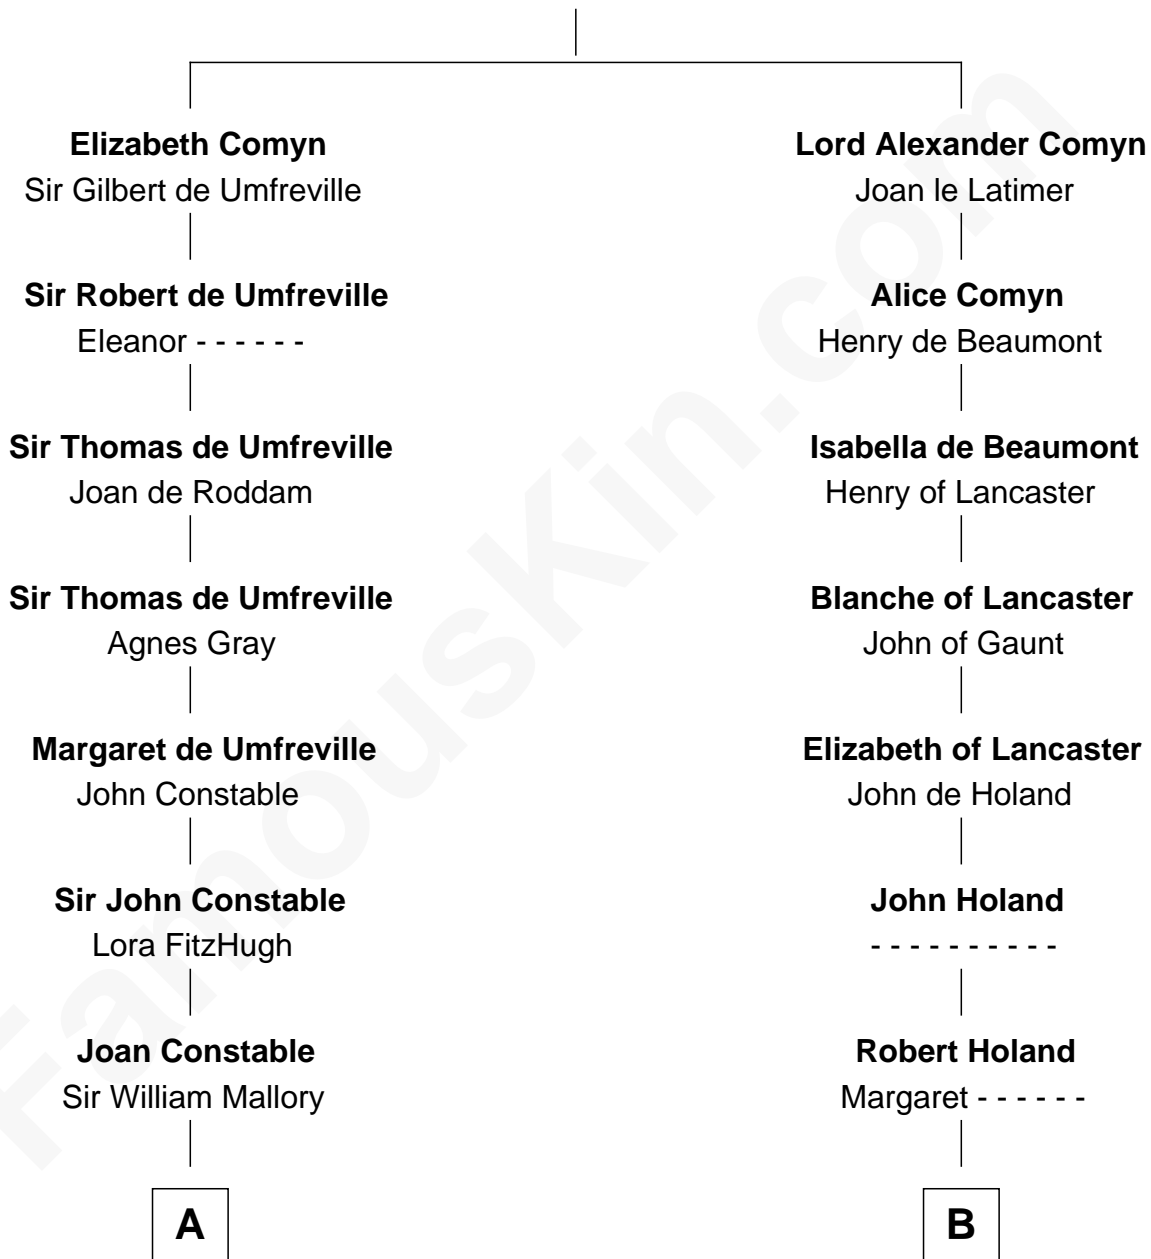 Elizabeth Comyn
Sir Gilbert de Umfreville
Sir Robert de Umfreville
Eleanor - - - - - -
Sir Thomas de Umfreville
Joan de Roddam
Sir Thomas de Umfreville
Agnes Gray
Margaret de Umfreville
John Constable
Sir John Constable
Lora FitzHugh
Joan Constable
Sir William Mallory
A
Lord Alexander Comyn
Joan le Latimer
Alice Comyn
Henry de Beaumont
Isabella de Beaumont
Henry of Lancaster
Blanche of Lancaster
John of Gaunt
Elizabeth of Lancaster
John de Holand
John Holand
- - - - - - - - - -
Robert Holand
Margaret - - - - - -
B
FamousKin.com